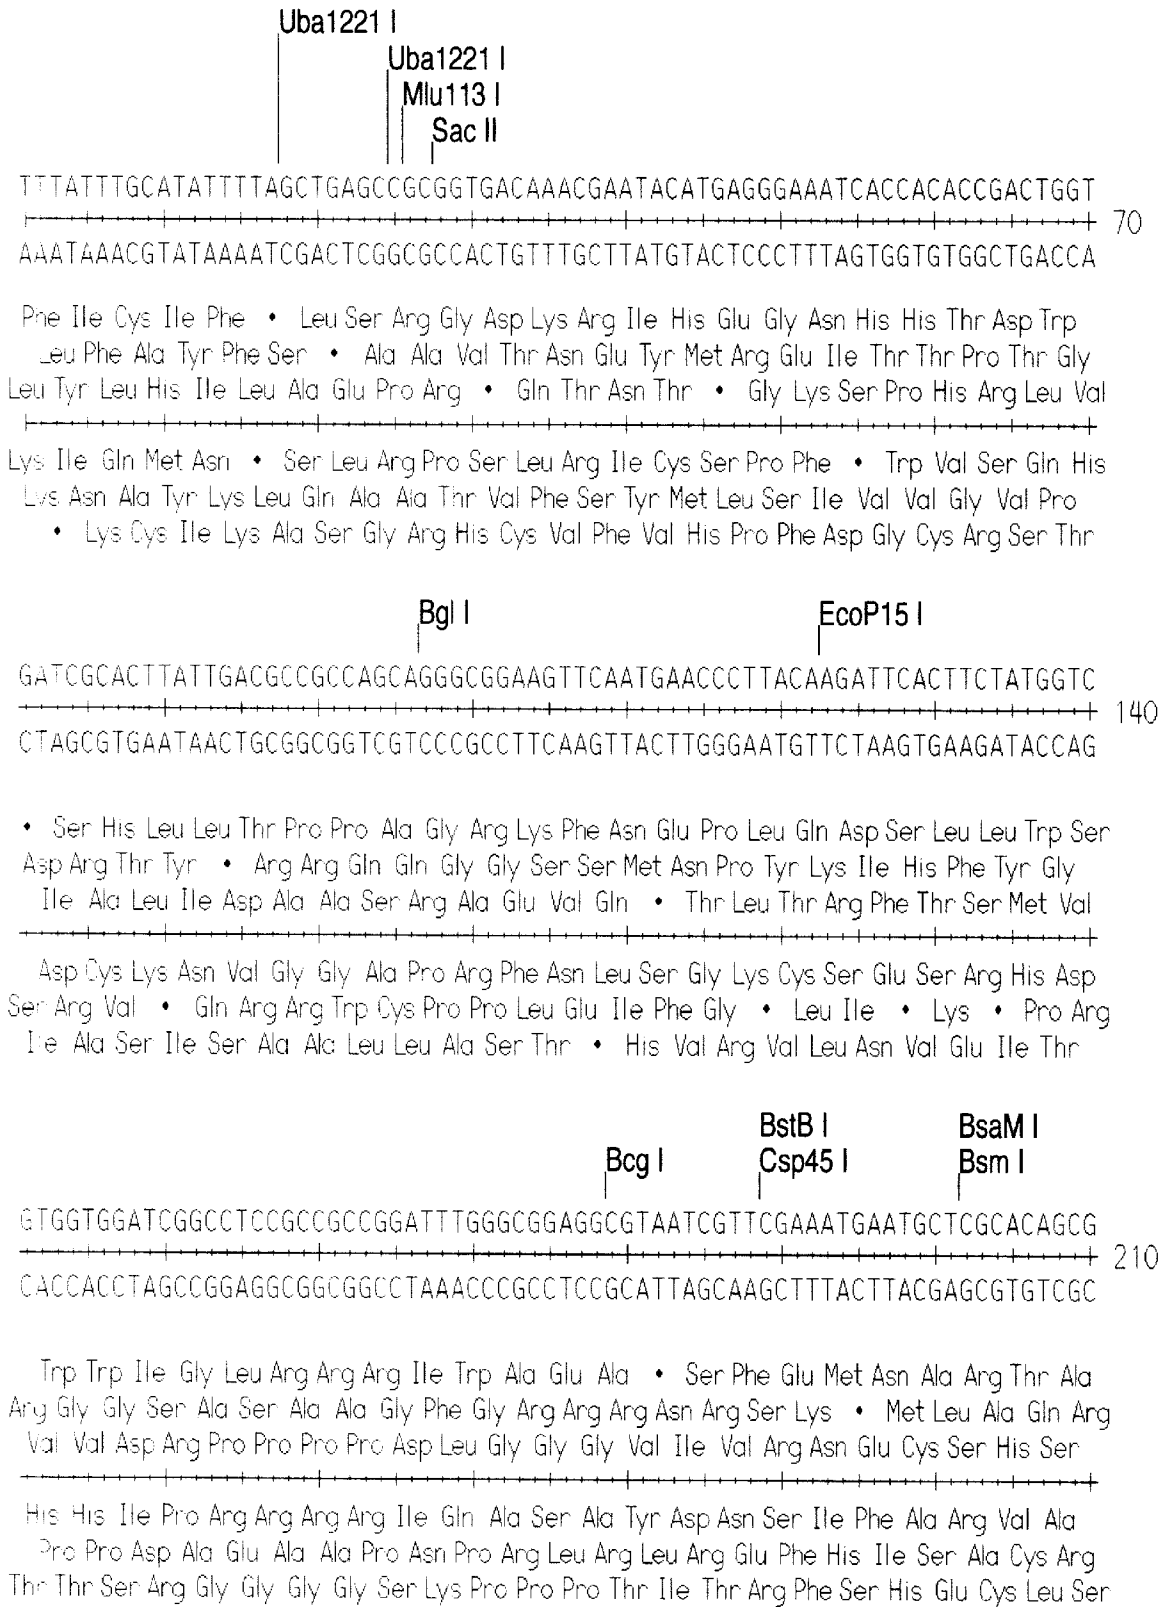 Uba1221 I
Uba1221 I
Mlu113 I
Sac II
TTTATTTGCATATTTTAGCTGAGCCGCGGTGACAAACGAATACATGAGGGAAATCACCACACCGACTGGT
70
AAATAAACGTATAAAATCGACTCGGCGCCACTGTTTGCTTATGTACTCCCTTTAGTGGTGTGGCTGACCA
Phe Ile Cys Ile Phe • Leu Ser Arg Gly Asp Lys Arg Ile His Glu Gly Asn His His Thr Asp Trp
Leu Phe Ala Tyr Phe Ser • Ala Ala Val Thr Asn Glu Tyr Met Arg Glu Ile Thr Thr Pro Thr Gly
Leu Tyr Leu His Ile Leu Ala Glu Pro Arg • Gln Thr Asn Thr • Gly Lys Ser Pro His Arg Leu Val
Lys Ile Gln Met Asn • Ser Leu Arg Pro Ser Leu Arg Ile Cys Ser Pro Phe • Trp Val Ser Gln His
Lys Asn Ala Tyr Lys Leu Gln Ala Ala Thr Val Phe Ser Tyr Met Leu Ser Ile Val Val Gly Val Pro
• Lys Cys Ile Lys Ala Ser Gly Arg His Cys Val Phe Val His Pro Phe Asp Gly Cys Arg Ser Thr
Bgl I EcoP15 I
GATCGCACTTATTGACGCCGCCAGCAGGGCGGAAGTTCAATGAACCCTTACAAGATTCACTTCTATGGTC
140
CTAGCGTGAATAACTGCGGCGGTCGTCCCGCCTTCAAGTTACTTGGGAATGTTCTAAGTGAAGATACCAG
• Ser His Leu Leu Thr Pro Pro Ala Gly Arg Lys Phe Asn Glu Pro Leu Gln Asp Ser Leu Leu Trp Ser
Asp Arg Thr Tyr • Arg Arg Gln Gln Gly Gly Ser Ser Met Asn Pro Tyr Lys Ile His Phe Tyr Gly
Ile Ala Leu Ile Asp Ala Ala Ser Arg Ala Glu Val Gln • Thr Leu Thr Arg Phe Thr Ser Met Val
Asp Cys Lys Asn Val Gly Gly Ala Pro Arg Phe Asn Leu Ser Gly Lys Cys Ser Glu Ser Arg His Asp
Ser Arg Val • Gln Arg Arg Trp Cys Pro Pro Leu Glu Ile Phe Gly • Leu Ile • Lys • Pro Arg
Ile Ala Ser Ile Ser Ala Ala Leu Leu Ala Ser Thr • His Val Arg Val Leu Asn Val Glu Ile Thr
BstB I BsaM I
Bcg I Csp45 I Bsm I
GTGGTGGATCGGCCTCCGCCGCCGGATTTGGGCGGAGGCGTAATCGTTCGAAATGAATGCTCGCACAGCG
210
CACCACCTAGCCGGAGGCGGCGGCCTAAACCCGCCTCCGCATTAGCAAGCTTTACTTACGAGCGTGTCGC
Trp Trp Ile Gly Leu Arg Arg Arg Ile Trp Ala Glu Ala • Ser Phe Glu Met Asn Ala Arg Thr Ala
Arg Gly Gly Ser Ala Ser Ala Ala Gly Phe Gly Arg Arg Arg Asn Arg Ser Lys • Met Leu Ala Gln Arg
Val Val Asp Arg Pro Pro Pro Pro Asp Leu Gly Gly Gly Val Ile Val Arg Asn Glu Cys Ser His Ser
His His Ile Pro Arg Arg Arg Arg Ile Gln Ala Ser Ala Tyr Asp Asn Ser Ile Phe Ala Arg Val Ala
Pro Pro Asp Ala Glu Ala Ala Pro Asn Pro Arg Leu Arg Leu Arg Glu Phe His Ile Ser Ala Cys Arg
Thr Thr Ser Arg Gly Gly Gly Gly Ser Lys Pro Pro Pro Thr Ile Thr Arg Phe Ser His Glu Cys Leu Ser